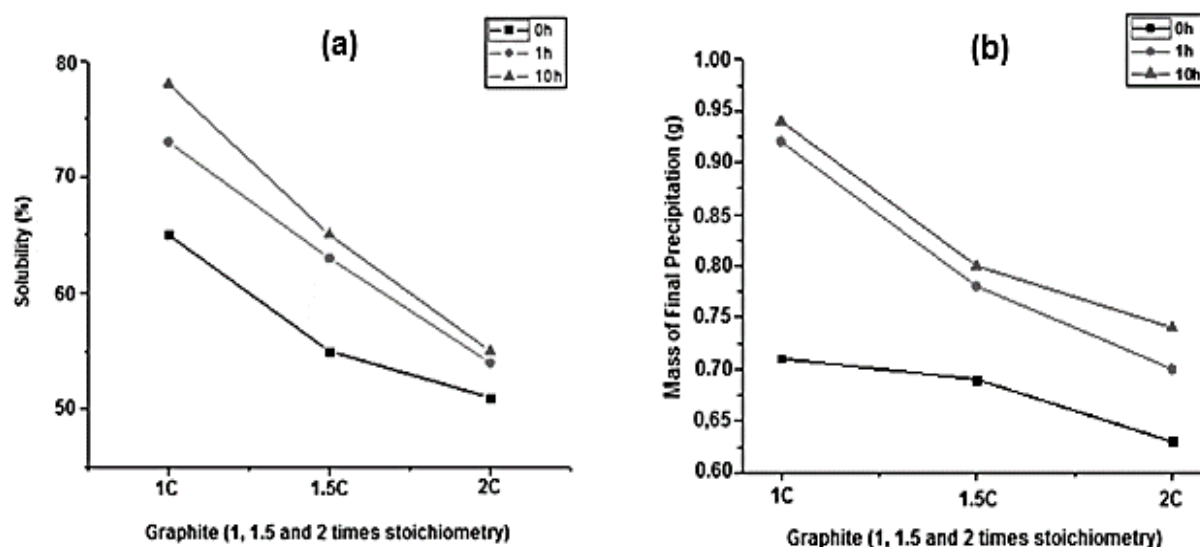 (a)
0h
1h
10h
80
70
60
50
Solubility (%)
1C
1.5C
2C
Graphite (1, 1.5 and 2 times stoichiometry)
(b)
0h
1h
10h
1.00
0.95
0.90
0.85
0.80
0.75
0.70
0,65
0.60
Mass of Final Precipitation (g)
1C
1.5C
2C
Graphite (1, 1.5 and 2 times stoichiometry)